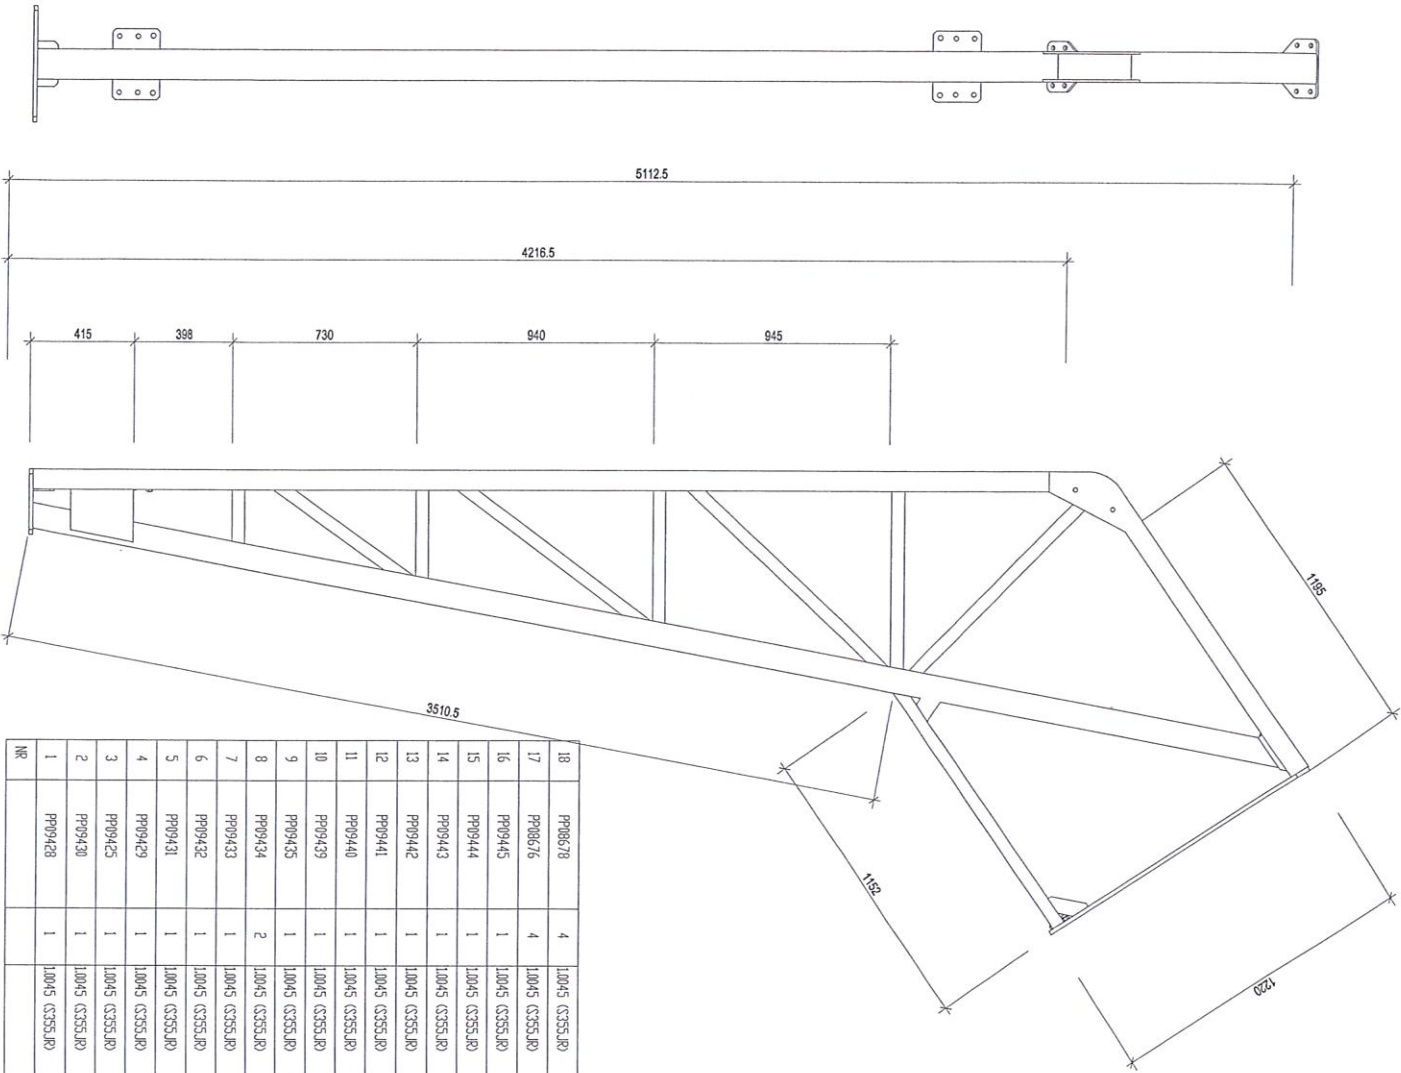 5112.5
4216.5
415 398 730 940 945
1195
3510.5
1152
1220
18 PP08678 4 1.0045 (S355JR)
17 PP08676 4 1.0045 (S355JR)
16 PP09445 1 1.0045 (S355JR)
15 PP09444 1 1.0045 (S355JR)
14 PP09443 1 1.0045 (S355JR)
13 PP09442 1 1.0045 (S355JR)
12 PP09441 1 1.0045 (S355JR)
11 PP09440 1 1.0045 (S355JR)
10 PP09439 1 1.0045 (S355JR)
9 PP09435 1 1.0045 (S355JR)
8 PP09434 2 1.0045 (S355JR)
7 PP09433 1 1.0045 (S355JR)
6 PP09432 1 1.0045 (S355JR)
5 PP09431 1 1.0045 (S355JR)
4 PP09429 1 1.0045 (S355JR)
3 PP09425 1 1.0045 (S355JR)
2 PP09430 1 1.0045 (S355JR)
1 PP09428 1 1.0045 (S355JR)
NR